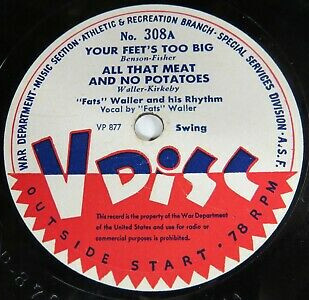 WAR DEPARTMENT · MUSIC SECTION · ATHLETIC & RECREATION BRANCH · SPECIAL SERVICES DIVISION · A.S.F.
No. 308A
YOUR FEET'S TOO BIG
Benson-Fisher
ALL THAT MEAT
AND NO POTATOES
Waller-Kirkeby
"Fats" Waller and his Rhythm
Vocal by "Fats" Waller
VP 877
Swing
V DISC
This record is the property of the War Department
of the United States and use for radio or
commercial purposes is prohibited.
OUTSIDE START · 78 RPM